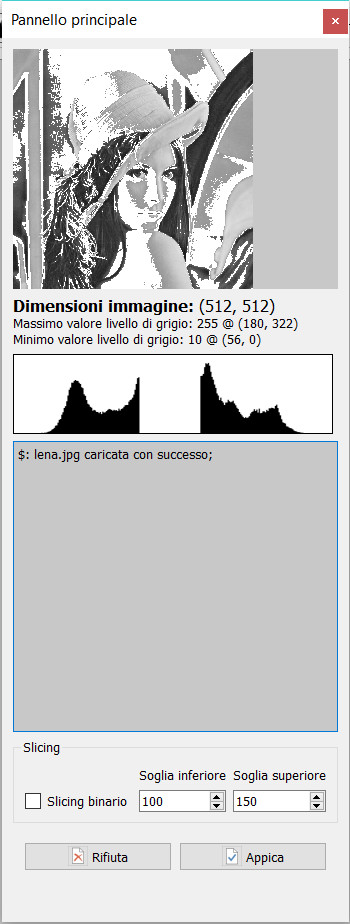 Pannello principale
Dimensioni immagine: (512, 512)
Massimo valore livello di grigio: 255 @ (180, 322)
Minimo valore livello di grigio: 10 @ (56, 0)
$: lena.jpg caricata con successo;
Slicing
Soglia inferiore Soglia superiore
Slicing binario 100 150
Rifiuta Appica